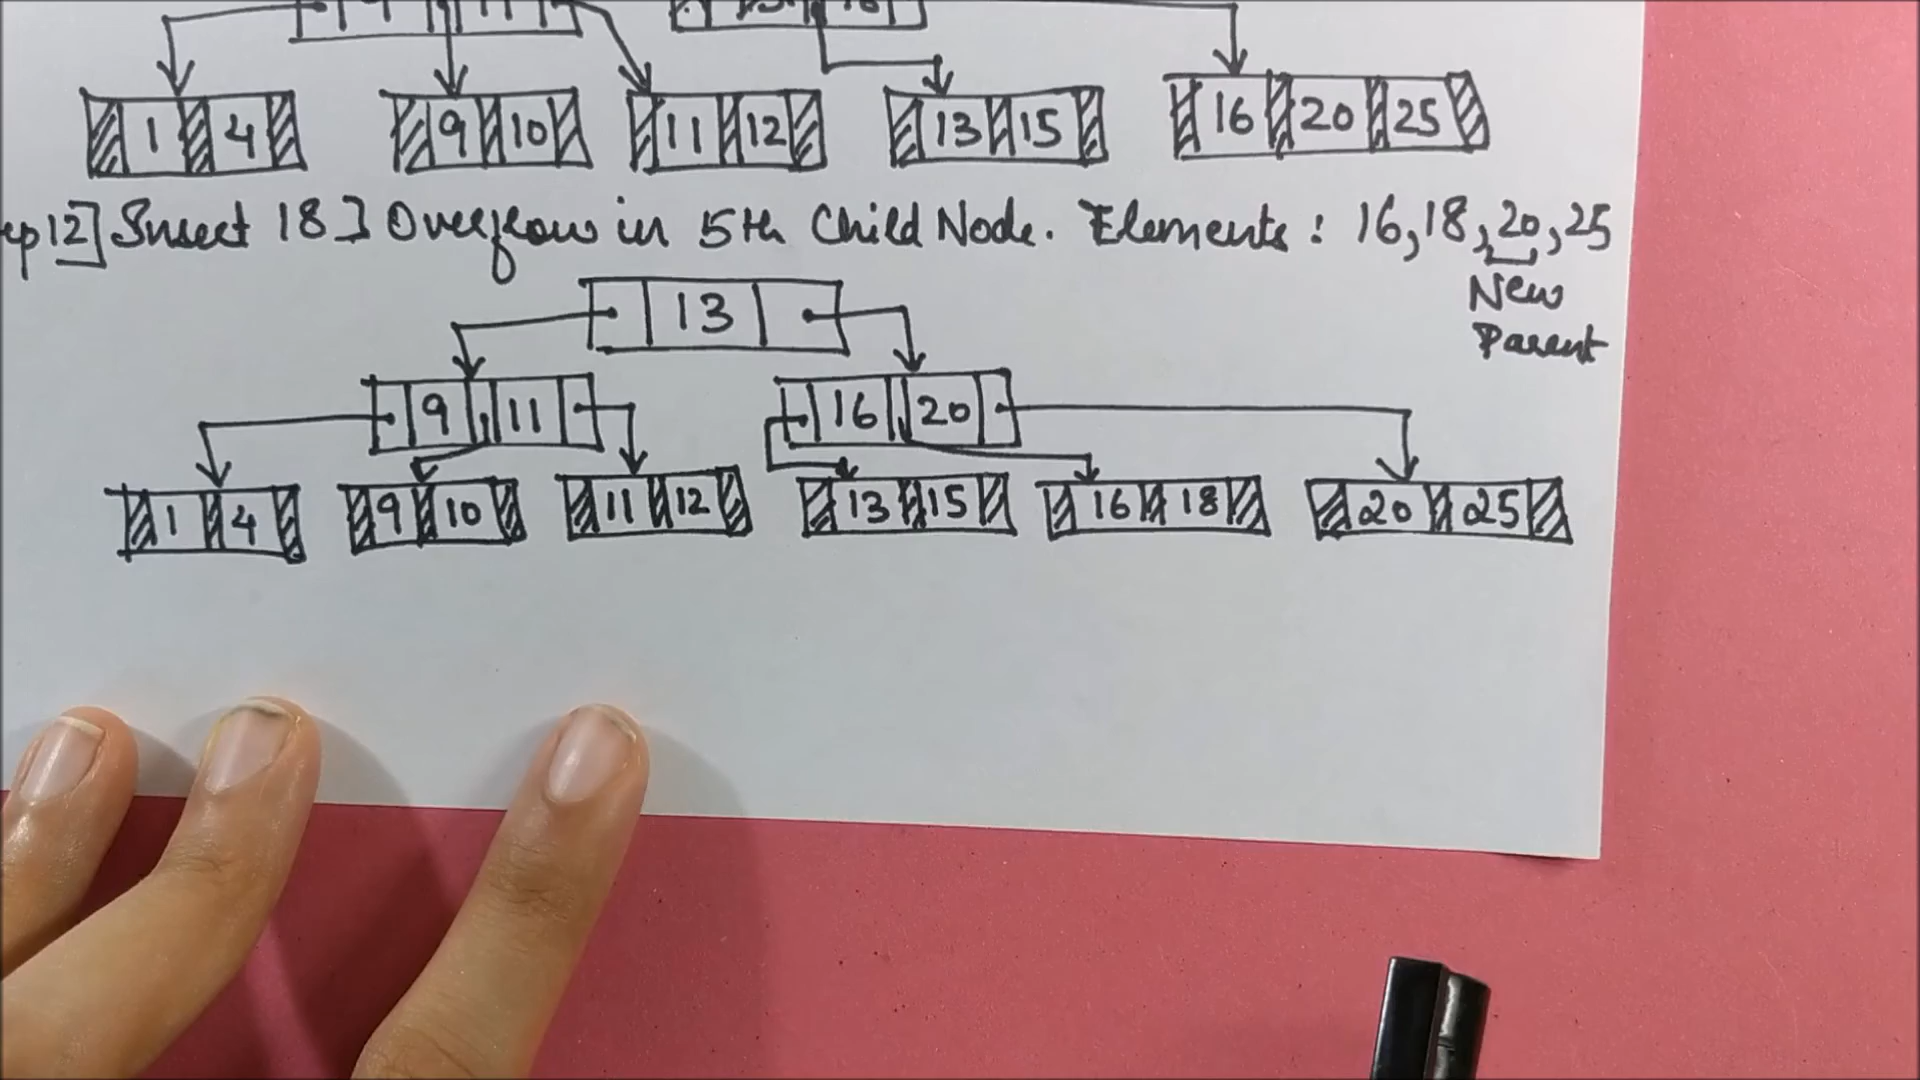 1 4 9 10 11 12 13 15 16 20 25
ep 12] Insert 18] Overflow in 5th Child Node. Elements: 16, 18, 20, 25
New
Parent
13
9 11 16 20
1 4 9 10 11 12 13 15 16 18 20 25